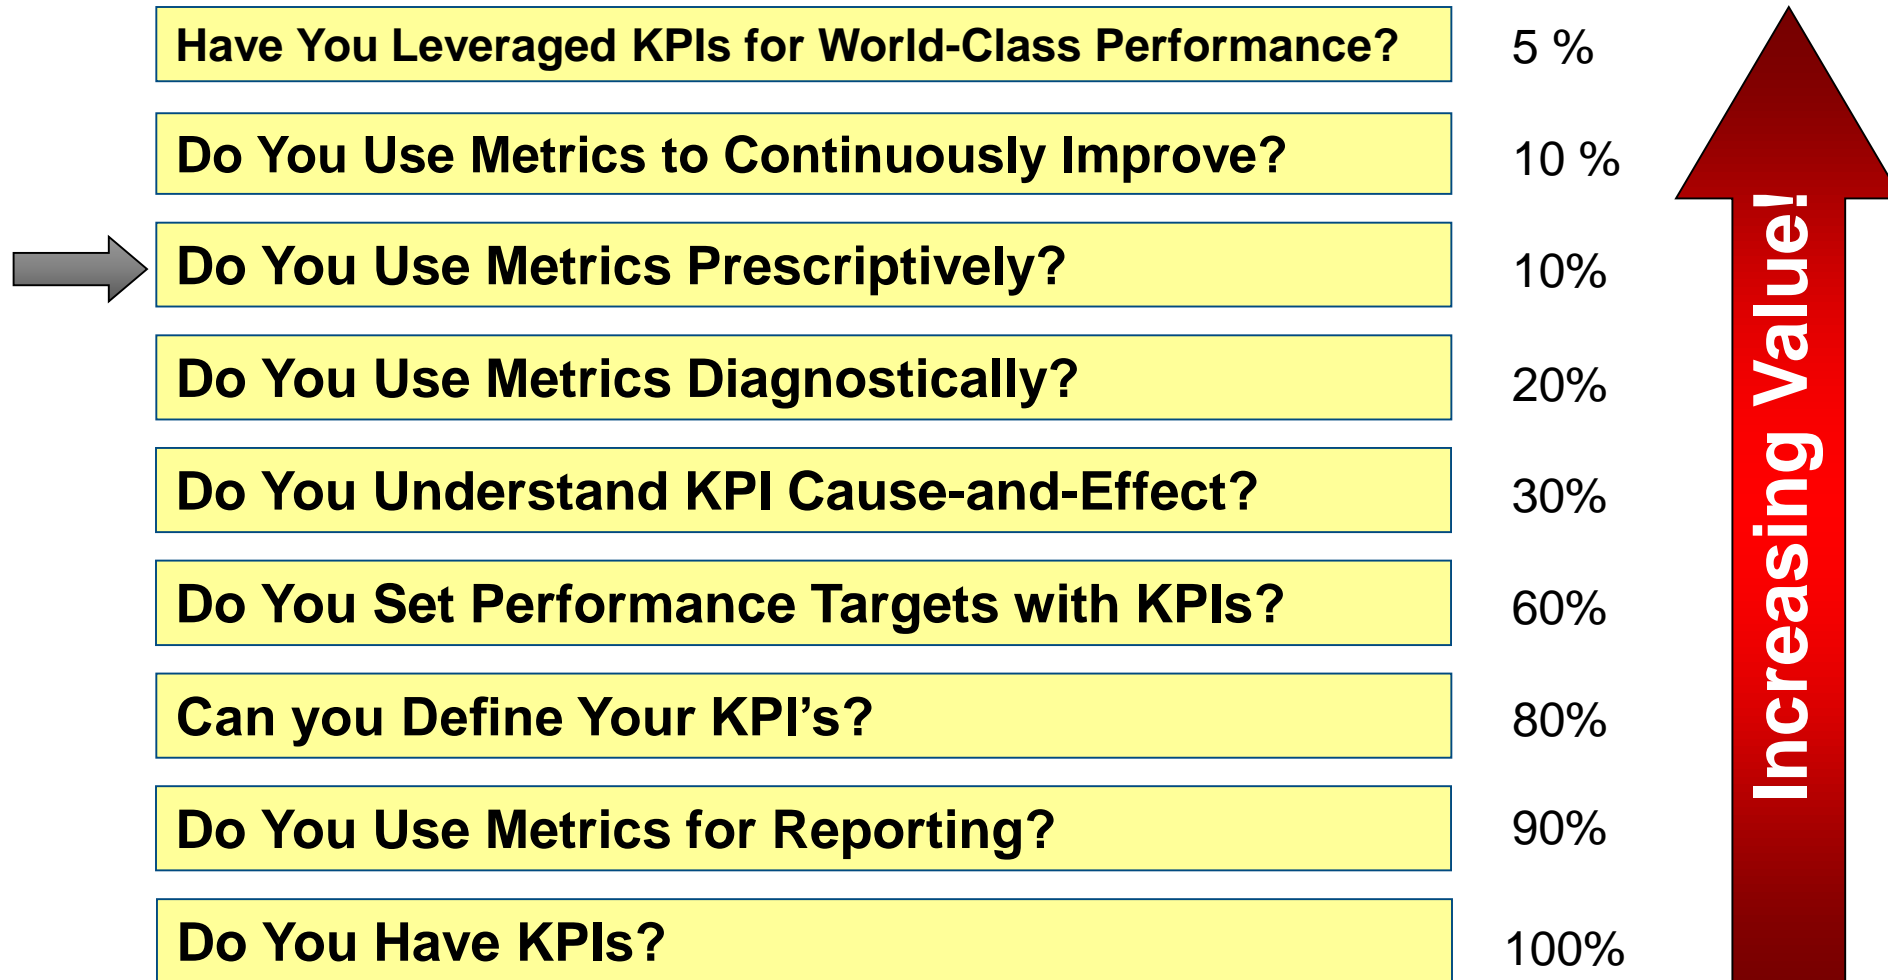 Have You Leveraged KPIs for World-Class Performance? 5 %
Do You Use Metrics to Continuously Improve? 10 %
Do You Use Metrics Prescriptively? 10%
Do You Use Metrics Diagnostically? 20%
Do You Understand KPI Cause-and-Effect? 30%
Do You Set Performance Targets with KPIs? 60%
Can you Define Your KPI’s? 80%
Do You Use Metrics for Reporting? 90%
Do You Have KPIs? 100%
Increasing Value!